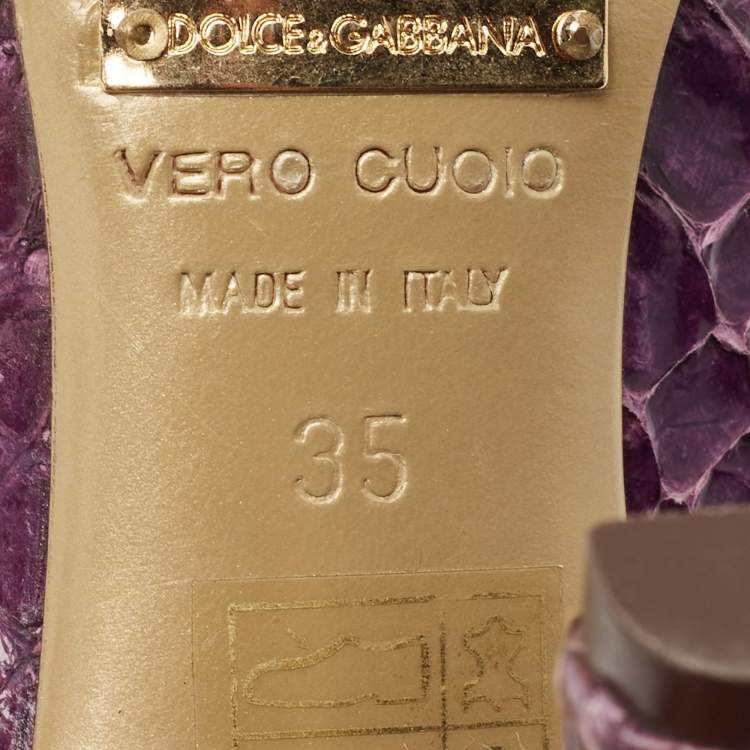 DOLCE&GABBANA
VERO CUOIO
MADE IN ITALY
35